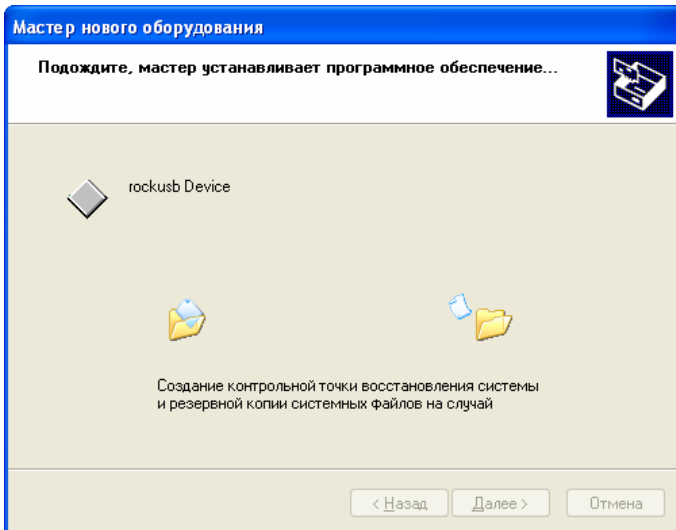 Мастер нового оборудования
Подождите, мастер устанавливает программное обеспечение...
rockusb Device
Создание контрольной точки восстановления системы
и резервной копии системных файлов на случай
< Назад
Далее >
Отмена